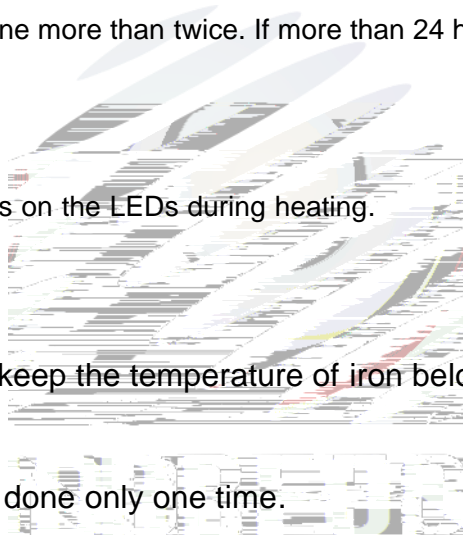 ne more than twice. If more than 24 h
s on the LEDs during heating.
keep the temperature of iron belo
done only one time.